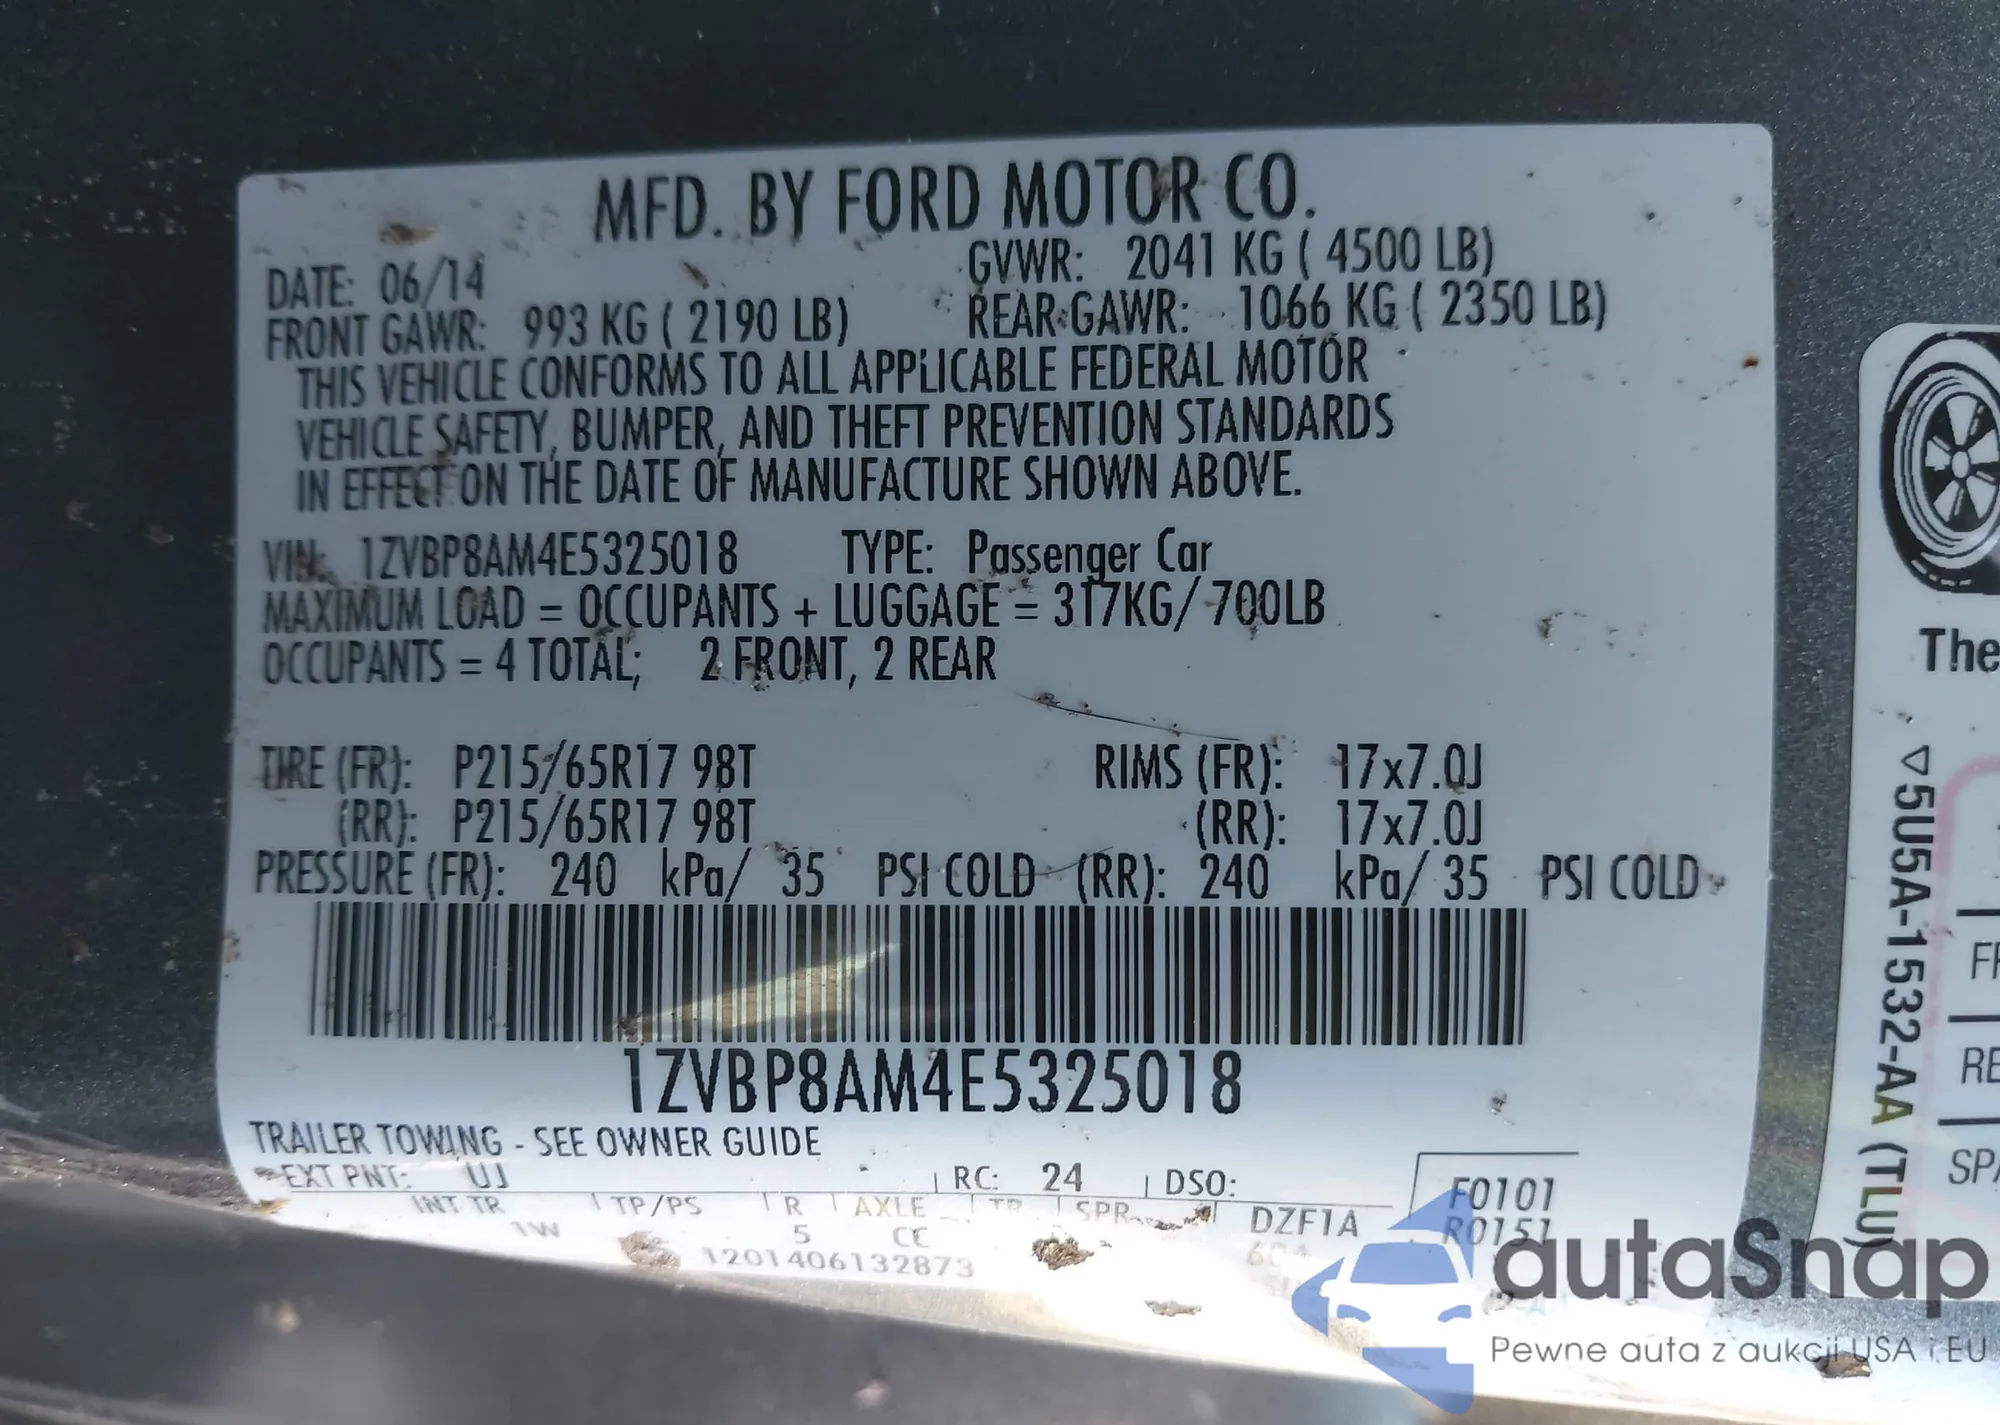 MFD. BY FORD MOTOR CO.
DATE: 06/14 GVWR: 2041 KG ( 4500 LB)
FRONT GAWR: 993 KG ( 2190 LB) REAR GAWR: 1066 KG ( 2350 LB)
THIS VEHICLE CONFORMS TO ALL APPLICABLE FEDERAL MOTOR
VEHICLE SAFETY, BUMPER, AND THEFT PREVENTION STANDARDS
IN EFFECT ON THE DATE OF MANUFACTURE SHOWN ABOVE.
VIN: 1ZVBP8AM4E5325018 TYPE: Passenger Car
MAXIMUM LOAD = OCCUPANTS + LUGGAGE = 317KG/ 700LB
OCCUPANTS = 4 TOTAL; 2 FRONT, 2 REAR
TIRE (FR): P215/65R17 98T RIMS (FR): 17x7.0J
(RR): P215/65R17 98T (RR): 17x7.0J
PRESSURE (FR): 240 kPa/ 35 PSI COLD (RR): 240 kPa/ 35 PSI COLD
1ZVBP8AM4E5325018
TRAILER TOWING - SEE OWNER GUIDE
EXT PNT: UJ RC: 24 DSO:
F0101
INT TR TP/PS R AXLE TR SPR DZF1A
R0151
1W 5 CC
1201406132873
The
▽5U5A-1532-AA (TLU)
autaSnap
Pewne auta z aukcji USA i EU